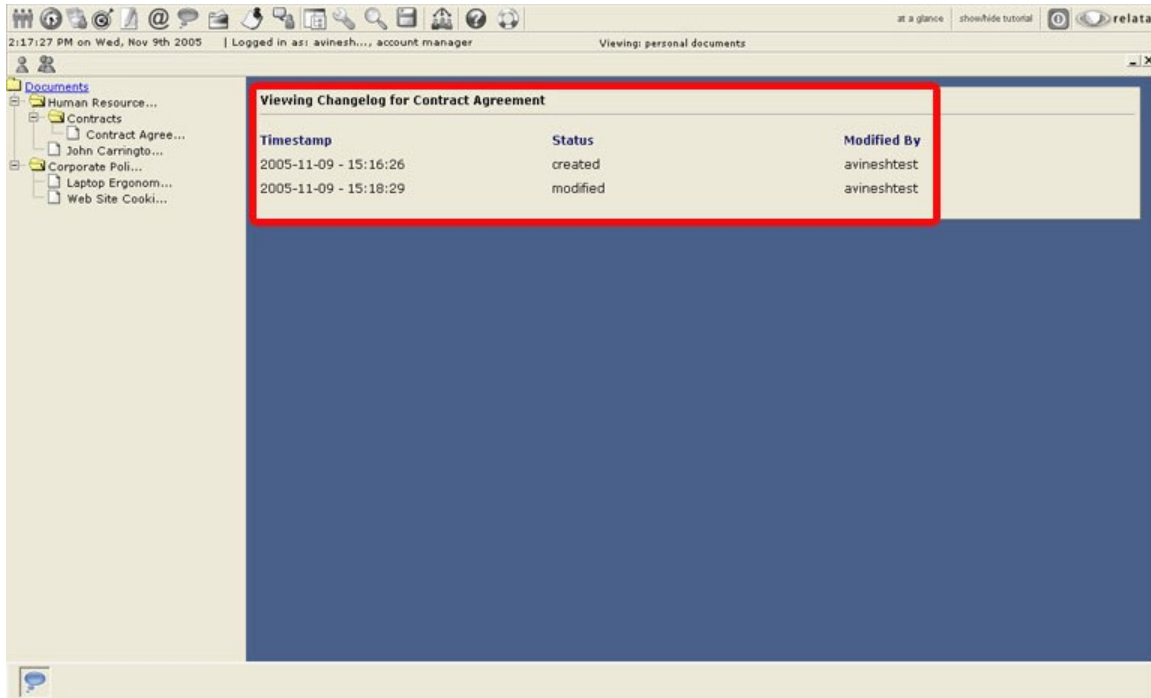 at a glance show/hide tutorial relata
2:17:27 PM on Wed, Nov 9th 2005 | Logged in as: avinesh..., account manager Viewing: personal documents
Documents
Human Resource...
Contracts
Contract Agree...
John Carringto...
Corporate Poli...
Laptop Ergonom...
Web Site Cooki...
Viewing Changelog for Contract Agreement
Timestamp Status Modified By
2005-11-09 - 15:16:26 created avineshtest
2005-11-09 - 15:18:29 modified avineshtest